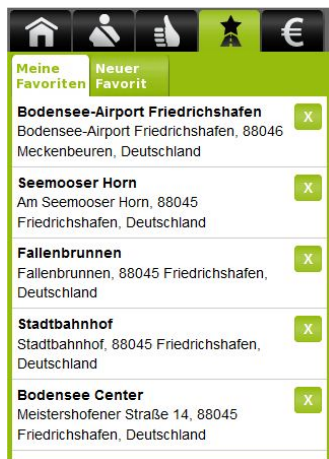 €
Meine Favoriten
Neuer Favorit
Bodensee-Airport Friedrichshafen
X
Bodensee-Airport Friedrichshafen, 88046
Meckenbeuren, Deutschland
Seemooser Horn
X
Am Seemooser Horn, 88045
Friedrichshafen, Deutschland
Fallenbrunnen
X
Fallenbrunnen, 88045 Friedrichshafen,
Deutschland
Stadtbahnhof
X
Stadtbahnhof, 88045 Friedrichshafen,
Deutschland
Bodensee Center
X
Meistershofener Straße 14, 88045
Friedrichshafen, Deutschland